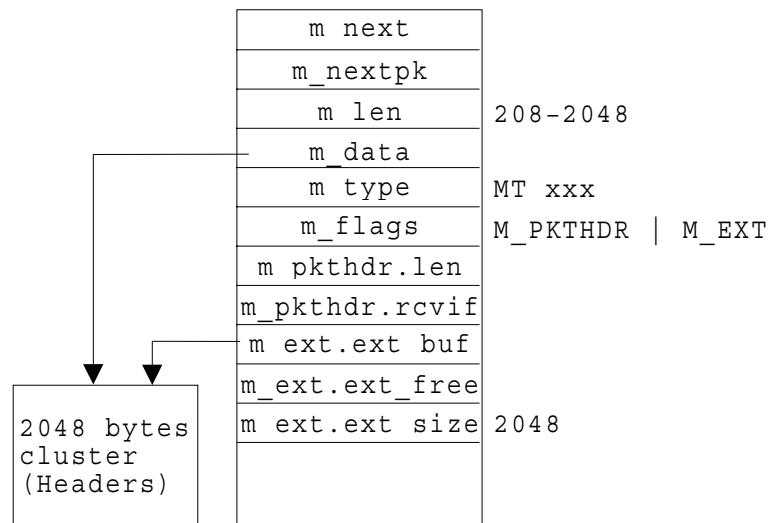 m next
m_nextpk
m len 208-2048
m_data
m type MT xxx
m_flags M_PKTHDR | M_EXT
m pkthdr.len
m_pkthdr.rcvif
m ext.ext buf
m_ext.ext_free
m ext.ext size 2048
2048 bytes
cluster
(Headers)